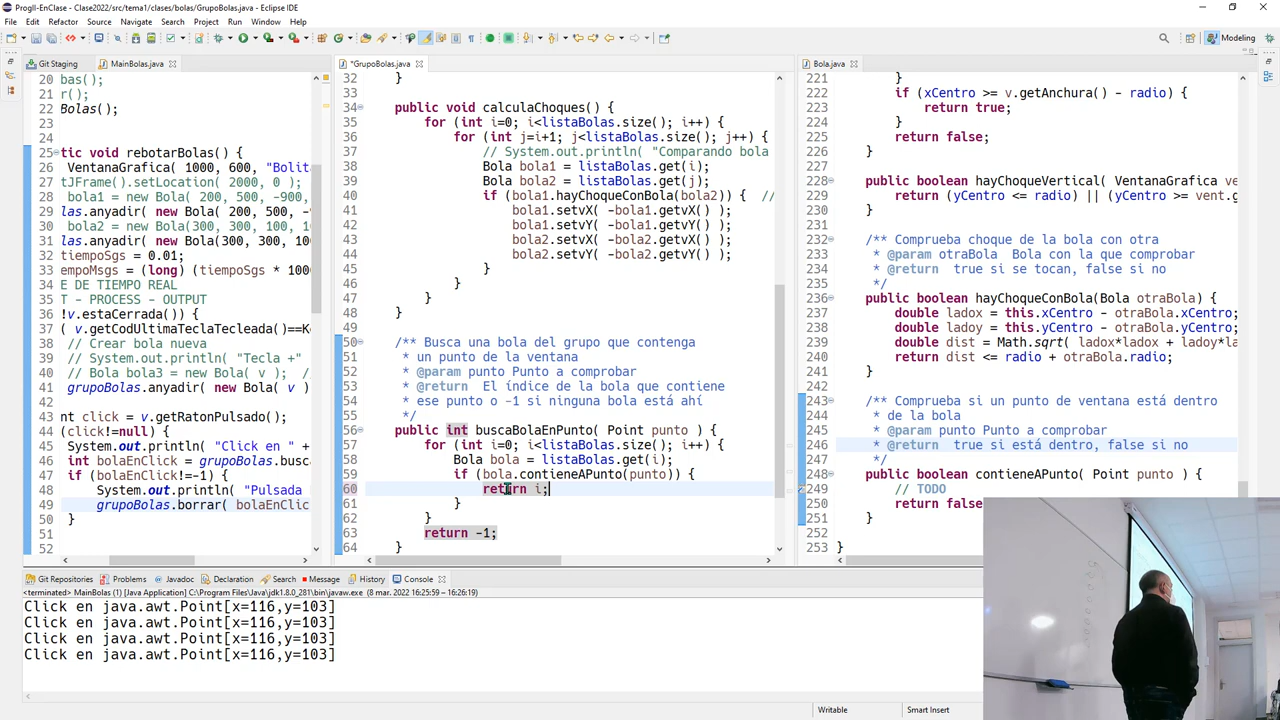 ProgII-EnClase - Clase2022/src/tema1/clases/bolas/GrupoBolas.java - Eclipse IDE
File Edit Refactor Source Navigate Search Project Run Window Help
Modeling
Git Staging
MainBolas.java
20 bas();
21 r();
22 Bolas();
23
24
25 tic void rebotarBolas() {
26 VentanaGrafica( 1000, 600, "Bolit
27 tJFrame().setLocation( 2000, 0 );
28 bola1 = new Bola( 200, 500, -900,
29 las.anyadir( new Bola( 200, 500, -9
30 bola2 = new Bola(300, 300, 100, 1
31 las.anyadir( new Bola(300, 300, 10
32 tiempoSgs = 0.01;
33 empoMsgs = (long) (tiempoSgs * 100
34 E DE TIEMPO REAL
35 T - PROCESS - OUTPUT
36 !v.estaCerrada()) {
37 ( v.getCodUltimaTeclaTecleada()==Ke
38 // Crear bola nueva
39 // System.out.println( "Tecla +"
40 // Bola bola3 = new Bola( v ); /
41 grupoBolas.anyadir( new Bola( v )
42
43 nt click = v.getRatonPulsado();
44 (click!=null) {
45 System.out.println( "Click en " +
46 int bolaEnClick = grupoBolas.busc
47 if (bolaEnClick!=-1) {
48 System.out.println( "Pulsada
49 grupoBolas.borrar( bolaEnClic
50 }
51
52
*GrupoBolas.java
32 }
33
34 public void calculaChoques() {
35 for (int i=0; i<listaBolas.size(); i++) {
36 for (int j=i+1; j<listaBolas.size(); j++) {
37 // System.out.println( "Comparando bola
38 Bola bola1 = listaBolas.get(i);
39 Bola bola2 = listaBolas.get(j);
40 if (bola1.hayChoqueConBola(bola2)) { //
41 bola1.setvX( -bola1.getvX() );
42 bola1.setvY( -bola1.getvY() );
43 bola2.setvX( -bola2.getvX() );
44 bola2.setvY( -bola2.getvY() );
45 }
46 }
47 }
48 }
49
50 /** Busca una bola del grupo que contenga
51 * un punto de la ventana
52 * @param punto Punto a comprobar
53 * @return El índice de la bola que contiene
54 * ese punto o -1 si ninguna bola está ahí
55 */
56 public int buscaBolaEnPunto( Point punto ) {
57 for (int i=0; i<listaBolas.size(); i++) {
58 Bola bola = listaBolas.get(i);
59 if (bola.contieneAPunto(punto)) {
60 return i;
61 }
62 }
63 return -1;
64 }
Bola.java
221 }
222 if (xCentro >= v.getAnchura() - radio) {
223 return true;
224 }
225 return false;
226 }
227
228 public boolean hayChoqueVertical( VentanaGrafica ve
229 return (yCentro <= radio) || (yCentro >= vent.g
230 }
231
232 /** Comprueba choque de la bola con otra
233 * @param otraBola Bola con la que comprobar
234 * @return true si se tocan, false si no
235 */
236 public boolean hayChoqueConBola(Bola otraBola) {
237 double ladox = this.xCentro - otraBola.xCentro;
238 double ladoy = this.yCentro - otraBola.yCentro;
239 double dist = Math.sqrt( ladox*ladox + ladoy*la
240 return dist <= radio + otraBola.radio;
241 }
242
243 /** Comprueba si un punto de ventana está dentro
244 * de la bola
245 * @param punto Punto a comprobar
246 * @return true si está dentro, false si no
247 */
248 public boolean contieneAPunto( Point punto ) {
249 // TODO
250 return fals
251 }
252
253 }
Git Repositories Problems Javadoc Declaration Search Message History Console
<terminated> MainBolas (1) [Java Application] C:\Program Files\Java\jdk1.8.0_281\bin\javaw.exe (8 mar. 2022 16:25:59 – 16:26:19)
Click en java.awt.Point[x=116,y=103]
Click en java.awt.Point[x=116,y=103]
Click en java.awt.Point[x=116,y=103]
Click en java.awt.Point[x=116,y=103]
Writable Smart Insert